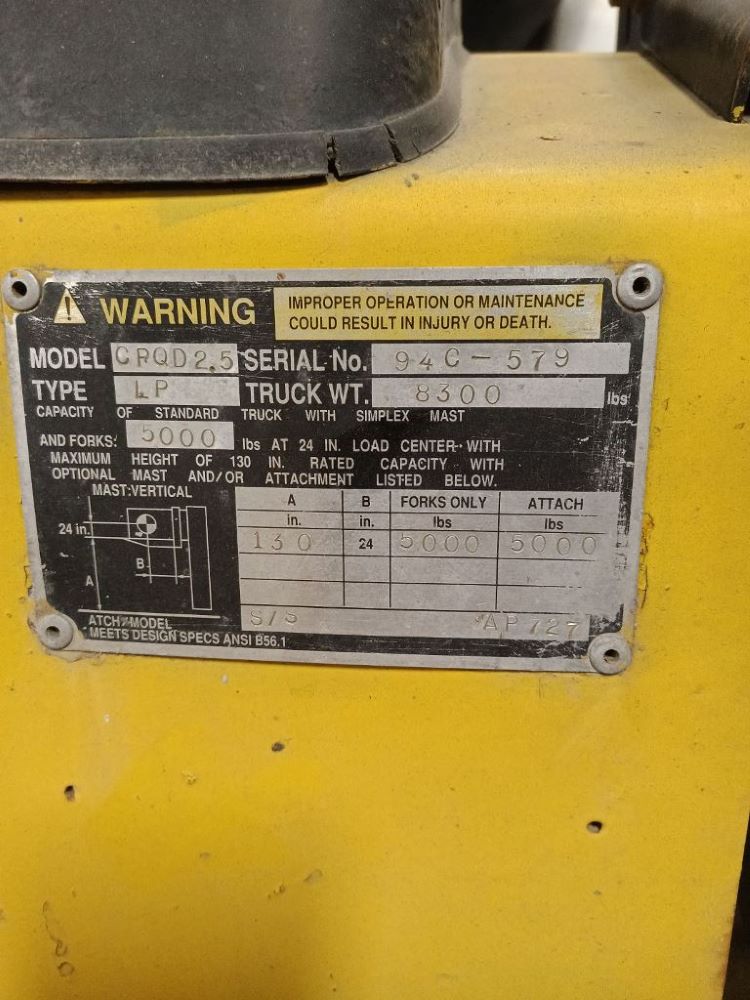 WARNING
IMPROPER OPERATION OR MAINTENANCE
COULD RESULT IN INJURY OR DEATH.
MODEL CPQD2.5 SERIAL No. 94C-579
TYPE LP TRUCK WT. 8300 lbs
CAPACITY OF STANDARD TRUCK WITH SIMPLEX MAST
AND FORKS: 5000 lbs AT 24 IN. LOAD CENTER WITH
MAXIMUM HEIGHT OF 130 IN. RATED CAPACITY WITH
OPTIONAL MAST AND/OR ATTACHMENT LISTED BELOW.
MAST:VERTICAL
24 in.
B
A
A B FORKS ONLY ATTACH
in. in. lbs lbs
130 24 5000 5000
ATCH-MODEL S/S AP727
MEETS DESIGN SPECS ANSI B56.1